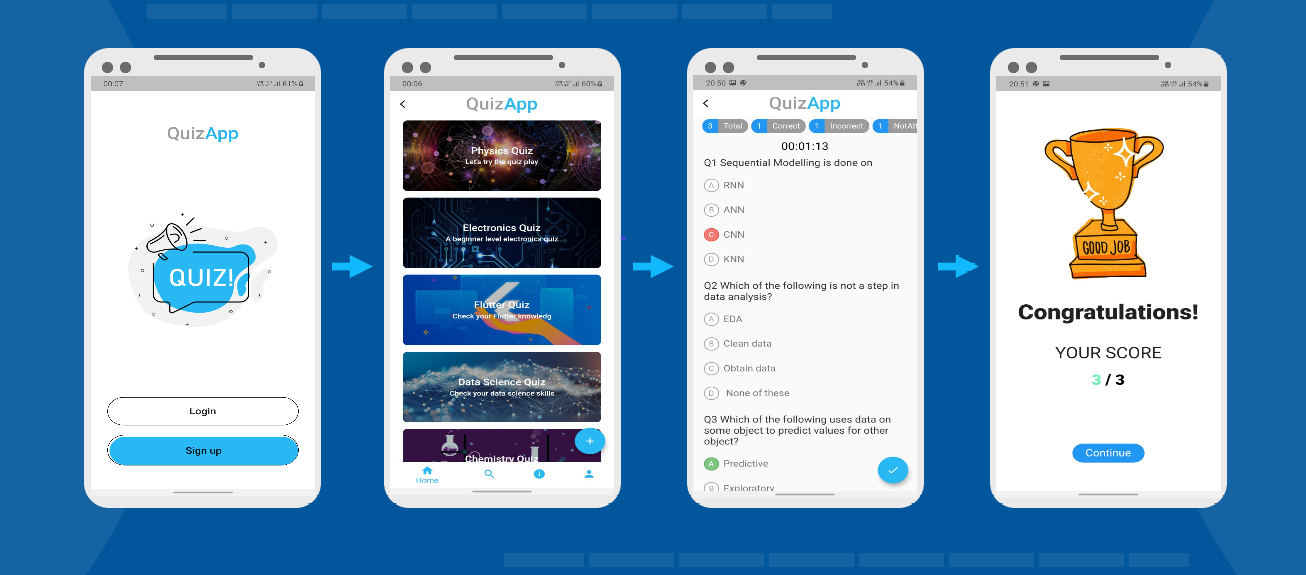 00:07
61%
QuizApp
QUIZ!
Login
Sign up
00:06
60%
QuizApp
Physics Quiz
Let's try the quiz play
Electronics Quiz
A beginner level electronics quiz
Flutter Quiz
Check your Flutter knowledg
Data Science Quiz
Check your data science skills
Chemistry Quiz
+
Home
20:50
54%
QuizApp
3 Total 1 Correct 1 Incorrect 1 NotAtt
00:01:13
Q1 Sequential Modelling is done on
A RNN
B ANN
C CNN
D KNN
Q2 Which of the following is not a step in
data analysis?
A EDA
B Clean data
C Obtain data
D None of these
Q3 Which of the following uses data on
some object to predict values for other
object?
A Predictive
B Exploratory
20:51
54%
GOOD JOB
Congratulations!
YOUR SCORE
3 / 3
Continue